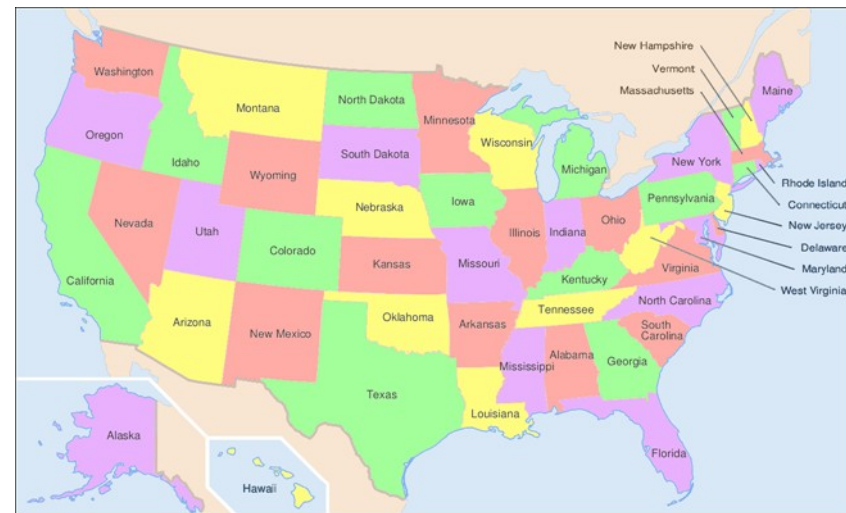 New Hampshire
Vermont
Massachusetts
Washington
Montana
North Dakota
Minnesota
Maine
Oregon
Idaho
South Dakota
Wisconsin
Michigan
New York
Wyoming
Rhode Island
Nebraska
Iowa
Pennsylvania
Connecticut
Nevada
Utah
Colorado
Illinois
Indiana
Ohio
New Jersey
Delaware
California
Kansas
Missouri
Kentucky
Virginia
Maryland
West Virginia
Arizona
New Mexico
Oklahoma
Arkansas
Tennessee
North Carolina
South
Carolina
Texas
Mississippi
Alabama
Georgia
Louisiana
Alaska
Hawaii
Florida